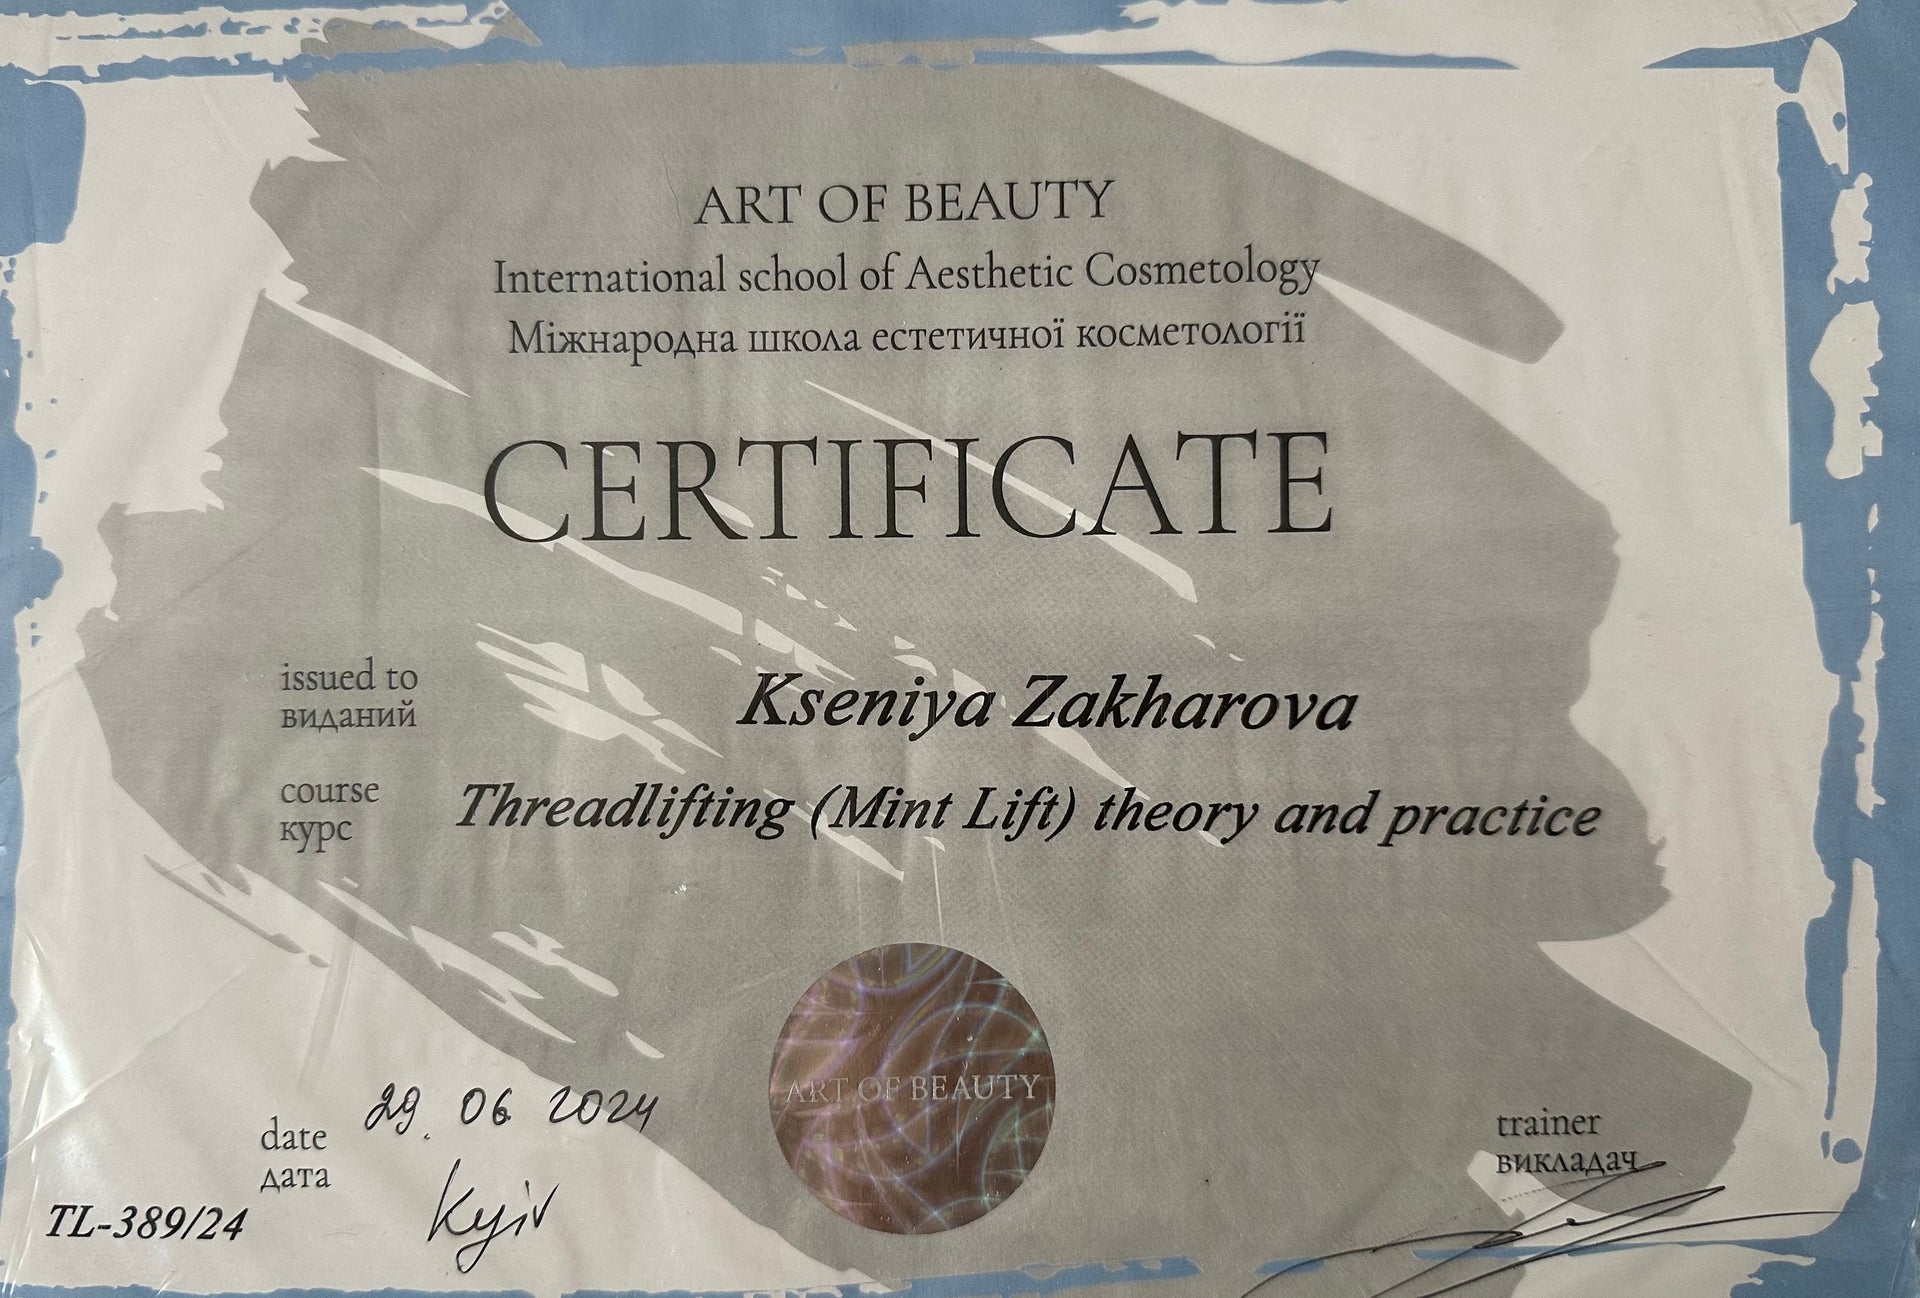 ART OF BEAUTY
International school of Aesthetic Cosmetology
Міжнародна школа естетичної косметології
CERTIFICATE
issued to
виданий
Kseniya Zakharova
course
курс
Threadlifting (Mint Lift) theory and practice
ART OF BEAUTY
date
дата
29. 06 2024
Kyiv
TL-389/24
trainer
викладач